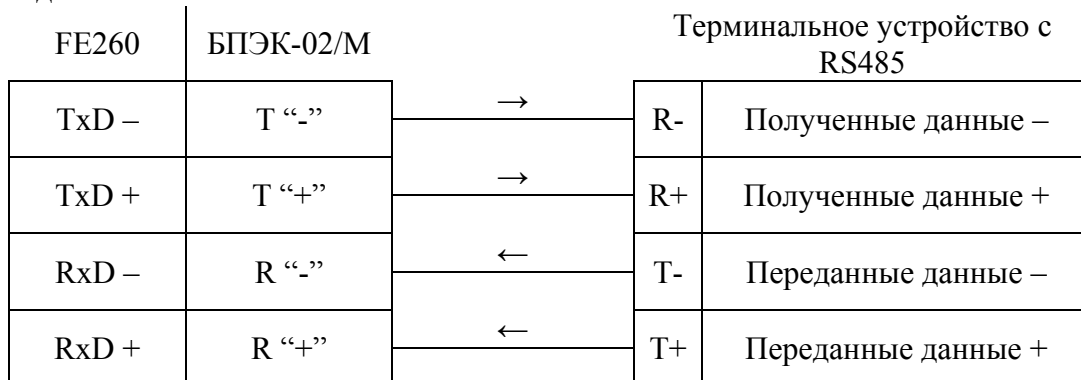 FE260 БПЭК-02/М Терминальное устройство с
RS485
TxD – T “-” → R- Полученные данные –
TxD + T “+” → R+ Полученные данные +
RxD – R “-” ← T- Переданные данные –
RxD + R “+” ← T+ Переданные данные +